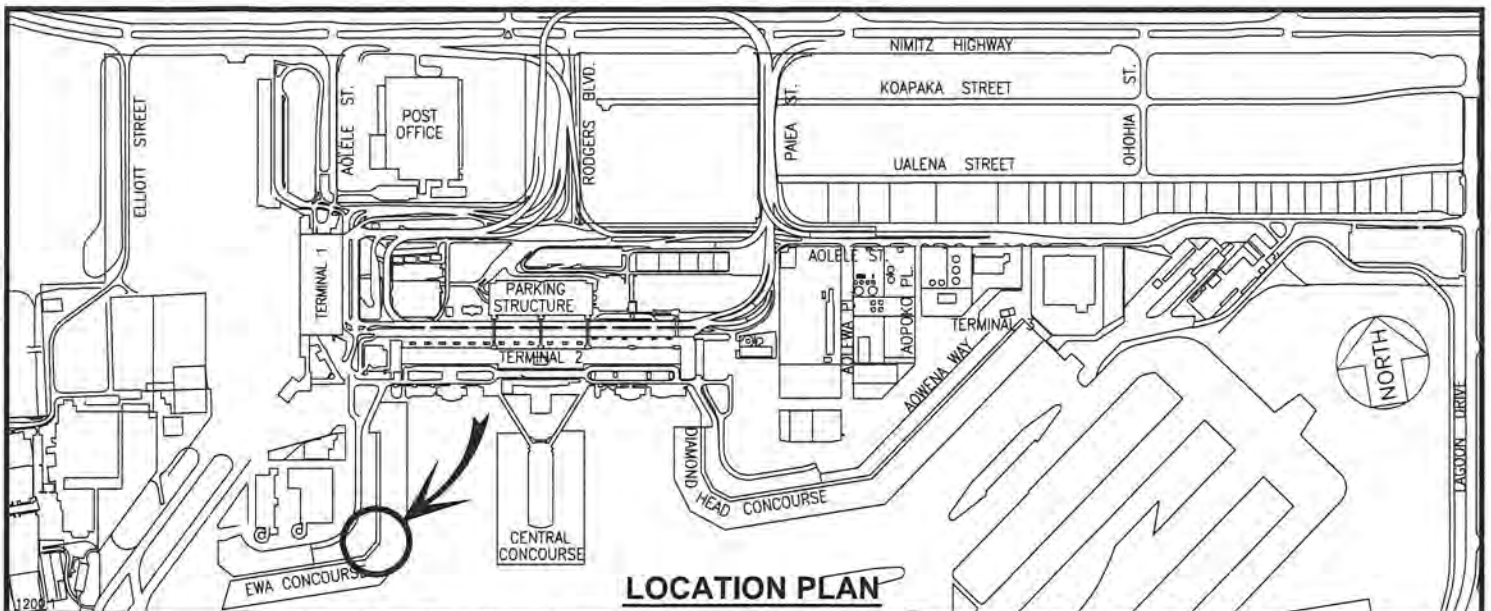 NIMITZ HIGHWAY
KOAPAKA STREET
UALENA STREET
ELLIOTT STREET
AOLELE ST.
POST
OFFICE
RODGERS BLVD.
PAIEA ST.
OHOHIA ST.
TERMINAL 1
PARKING
STRUCTURE
TERMINAL 2
AOLELE ST.
AOLEWA PL.
AOPOKO PL.
TERMINAL 3
AOWENA WAY
NORTH
LAGOON DRIVE
DIAMOND
HEAD CONCOURSE
CENTRAL
CONCOURSE
EWA CONCOURSE
LOCATION PLAN